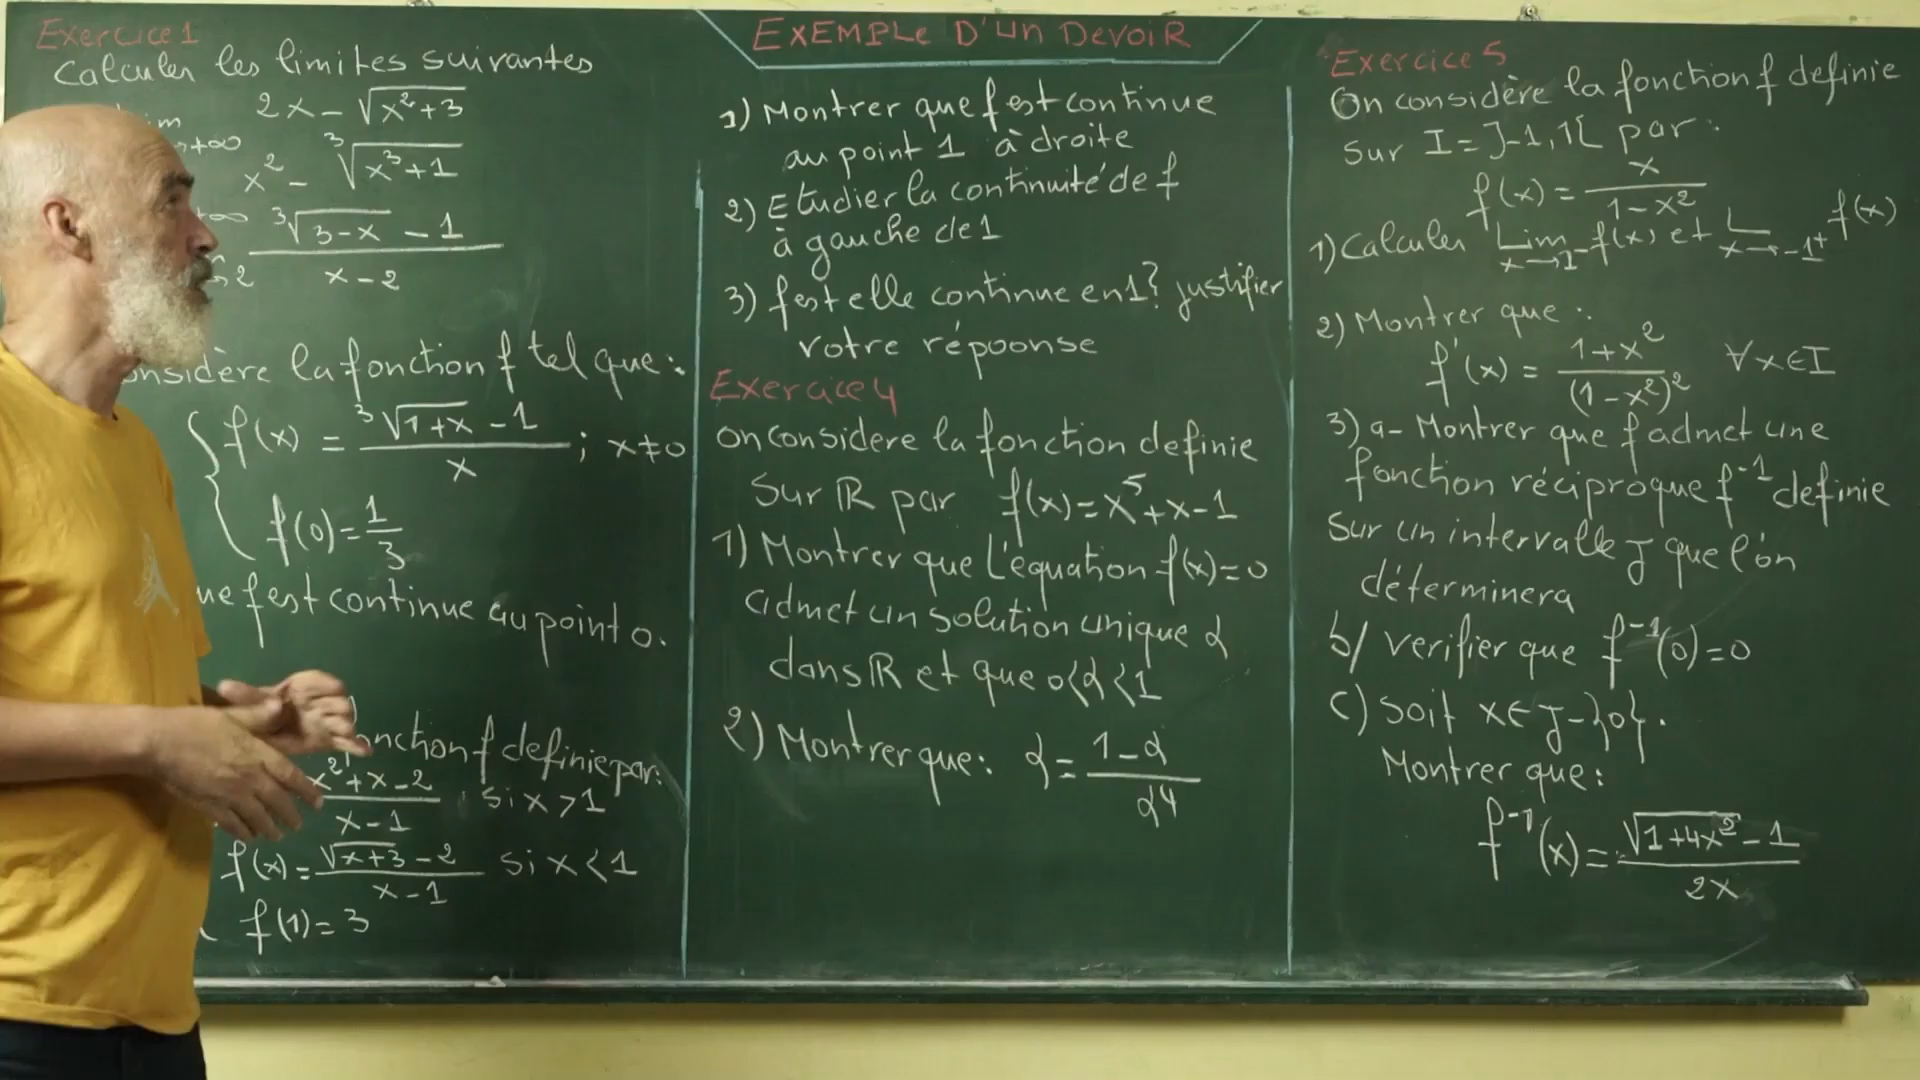 EXEMPLE D'UN DEVOIR
Exercice 1
Calculer les limites suivantes
2x - √(x²+3)
+∞
x² - ∛(x³+1)
+∞
(∛(3-x) - 1)/(x-2)
2
la fonction f tel que :
{ f(x) = (∛(1+x) - 1)/x ; x≠0
f(0) = 1/3
f est continue au point 0.
f definie par:
(x²+x-2)/(x-1) si x > 1
f(x) = (√(x+3) - 2)/(x-1) si x < 1
f(1) = 3
1) Montrer que f est continue
au point 1 à droite
2) Etudier la continuité de f
à gauche de 1
3) f est elle continue en 1? justifier
votre répoonse
Exercice 4
on considere la fonction definie
Sur ℝ par f(x) = x⁵+x-1
1) Montrer que L'équation f(x)=0
admet un solution unique α
dans ℝ et que 0<α<1
2) Montrer que: α = (1-α)/α⁴
Exercice 5
On considère la fonction f definie
Sur I = ]-1,1[ par:
f(x) = x/(1-x²)
1) Calculer Lim x→1⁻ f(x) et L x→-1⁺ f(x)
2) Montrer que :
f'(x) = (1+x²)/(1-x²)² ∀x∈I
3) a- Montrer que f admet une
fonction réciproque f⁻¹ definie
Sur un intervalle J que l'ôn
déterminera
b/ verifier que f⁻¹(0)=0
c) soit x∈J-}0{.
Montrer que:
f⁻¹(x) = (√(1+4x²) - 1)/2x